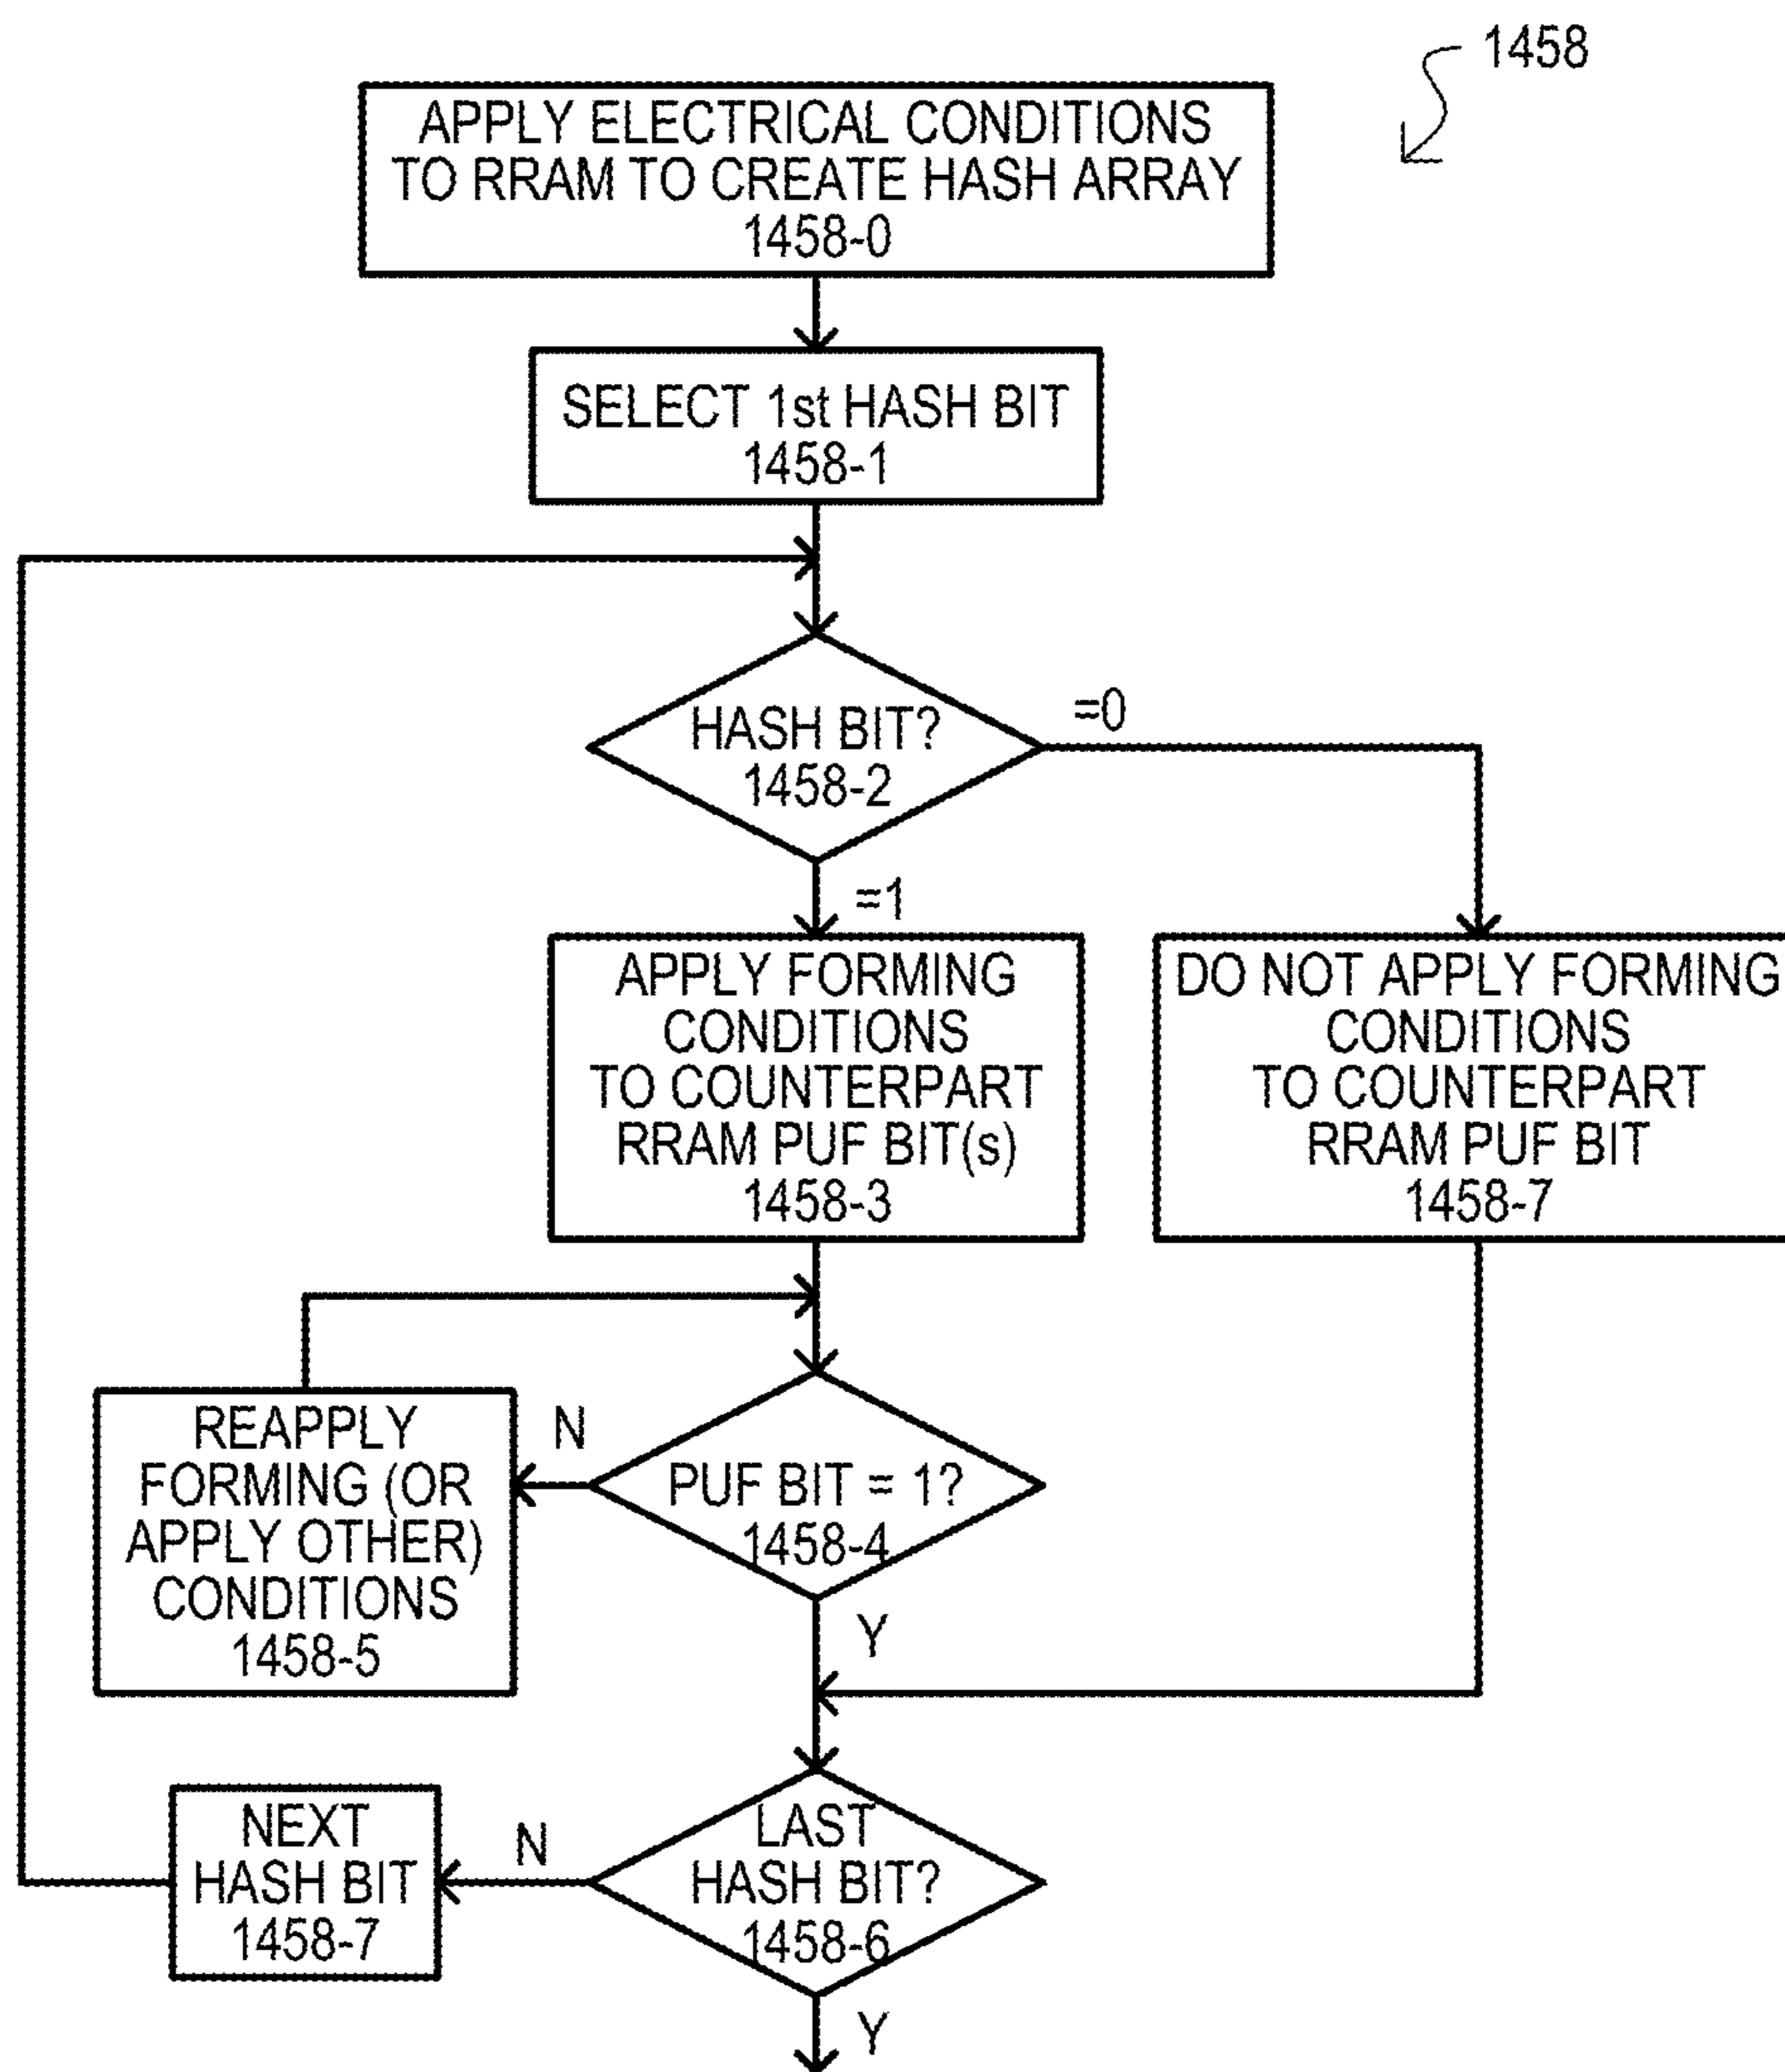 1458
APPLY ELECTRICAL CONDITIONS
TO RRAM TO CREATE HASH ARRAY
1458-0
SELECT 1st HASH BIT
1458-1
HASH BIT?
1458-2
=0
=1
APPLY FORMING
CONDITIONS
TO COUNTERPART
RRAM PUF BIT(s)
1458-3
DO NOT APPLY FORMING
CONDITIONS
TO COUNTERPART
RRAM PUF BIT
1458-7
REAPPLY
FORMING (OR
APPLY OTHER)
CONDITIONS
1458-5
N
PUF BIT = 1?
1458-4
Y
NEXT
HASH BIT
1458-7
N
LAST
HASH BIT?
1458-6
Y